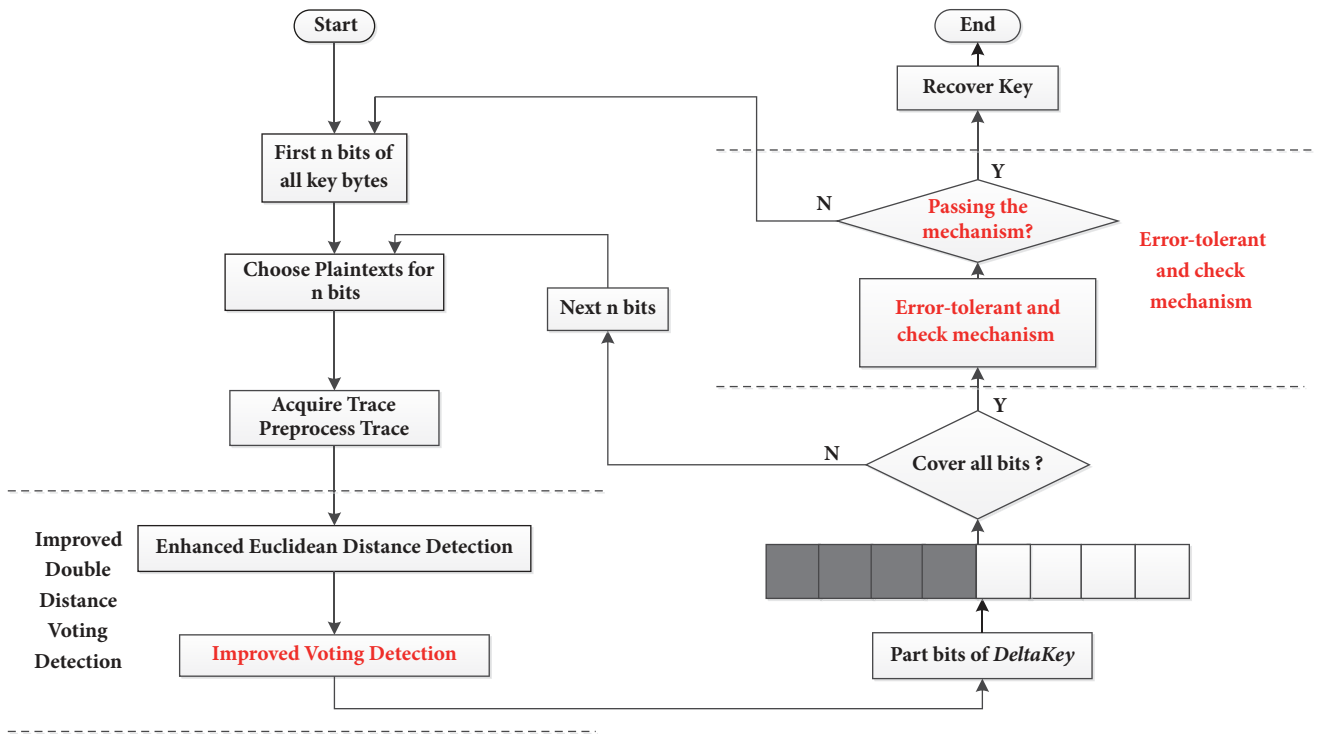 Start
First n bits of
all key bytes
Choose Plaintexts for
n bits
Acquire Trace
Preprocess Trace
Improved
Double
Distance
Voting
Detection
Enhanced Euclidean Distance Detection
Improved Voting Detection
Next n bits
End
Recover Key
Y
N
Passing the
mechanism?
Error-tolerant
and check
mechanism
Error-tolerant and
check mechanism
Y
N
Cover all bits ?
Part bits of DeltaKey